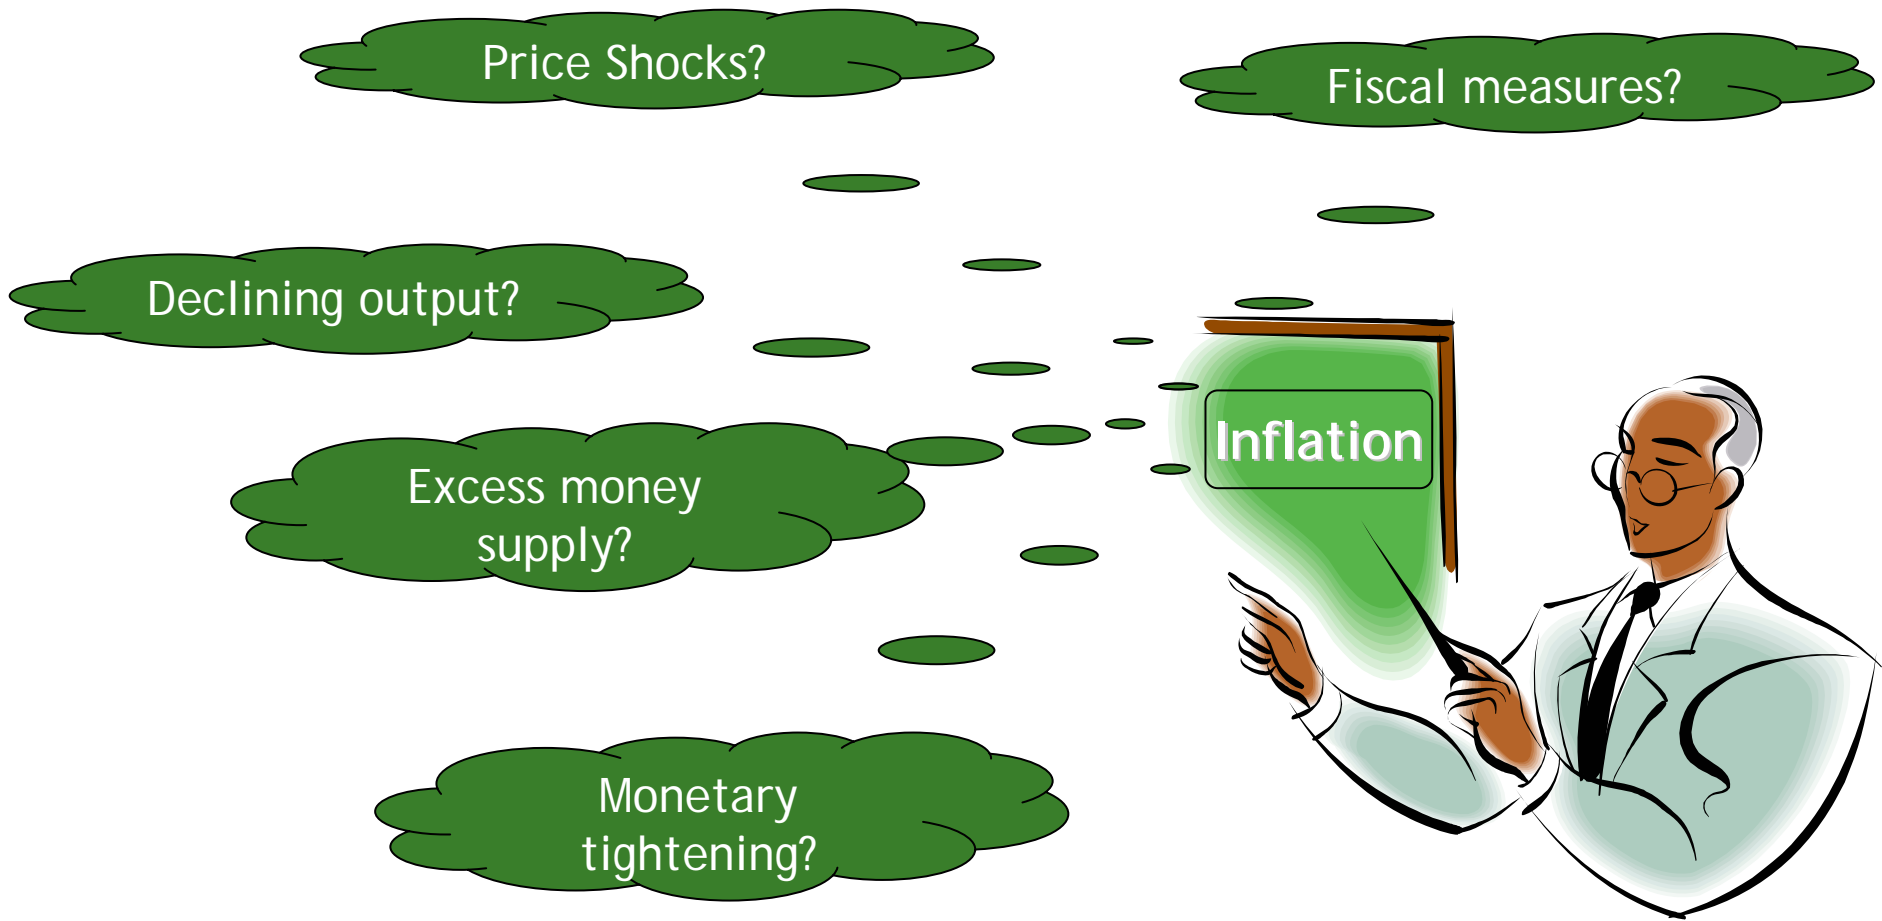 Price Shocks?
Fiscal measures?
Declining output?
Inflation
Excess money
supply?
Monetary
tightening?